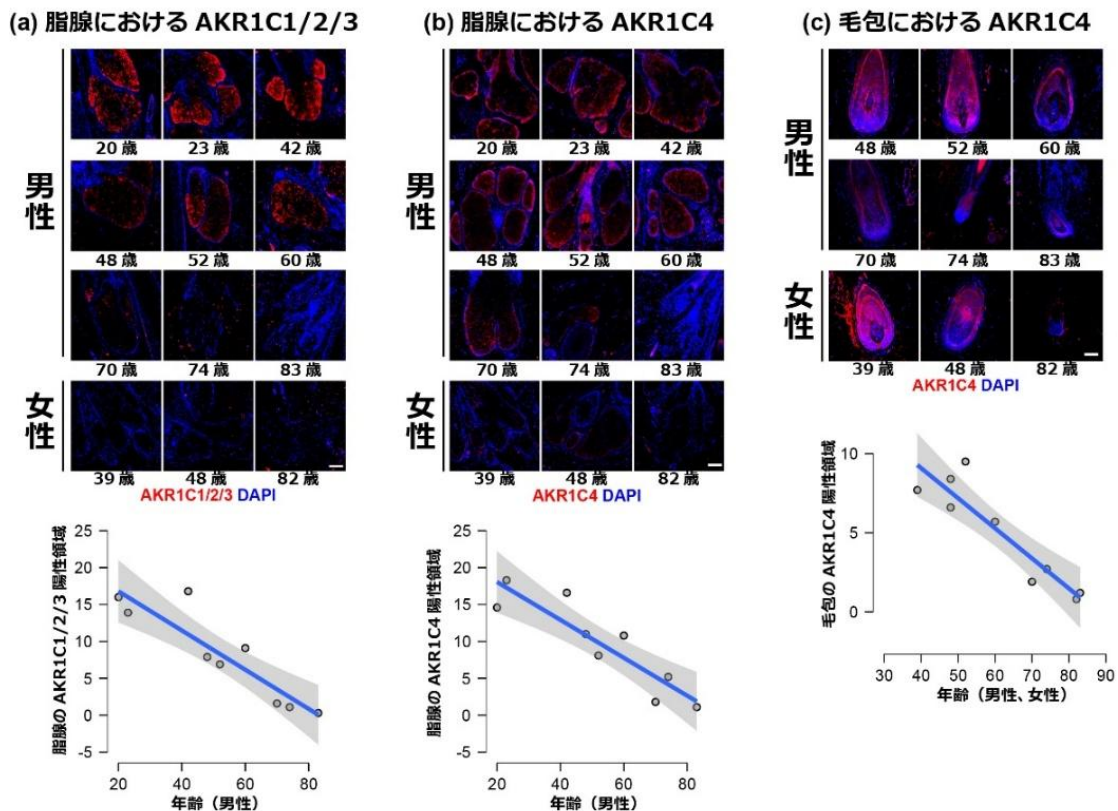 (a) 脂腺における AKR1C1/2/3
男性
20 歳 23 歳 42 歳
48 歳 52 歳 60 歳
70 歳 74 歳 83 歳
女性
39 歳 48 歳 82 歳
AKR1C1/2/3 DAPI
脂腺の AKR1C1/2/3 陽性領域
25
20
15
10
5
0
-5
20 40 60 80
年齢（男性）
(b) 脂腺における AKR1C4
20 歳 23 歳 42 歳
48 歳 52 歳 60 歳
70 歳 74 歳 83 歳
39 歳 48 歳 82 歳
AKR1C4 DAPI
脂腺の AKR1C4 陽性領域
25
20
15
10
5
0
-5
20 40 60 80
年齢（男性）
(c) 毛包における AKR1C4
男性
48 歳 52 歳 60 歳
70 歳 74 歳 83 歳
女性
39 歳 48 歳 82 歳
AKR1C4 DAPI
毛包の AKR1C4 陽性領域
10
5
0
30 40 50 60 70 80 90
年齢（男性、女性）